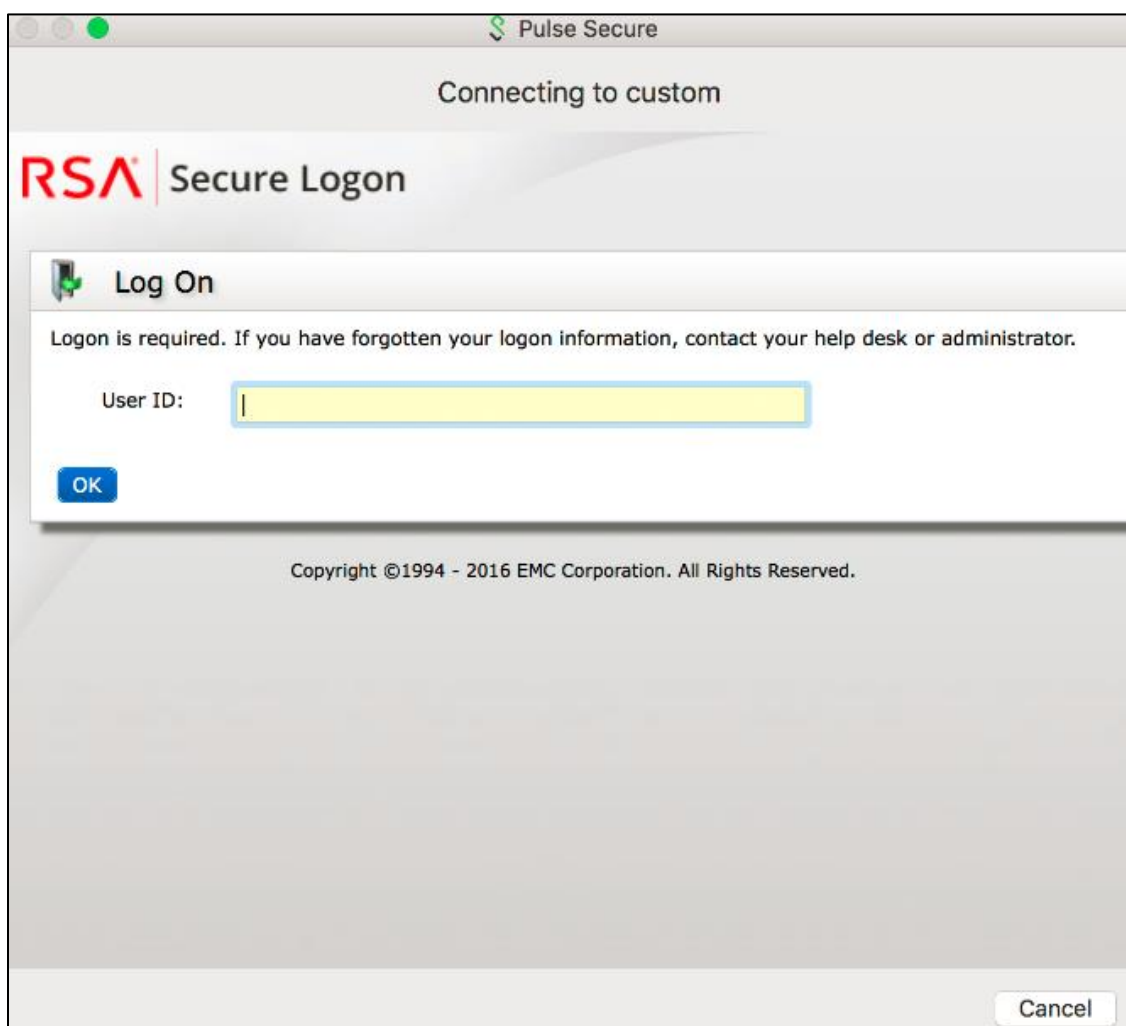 Pulse Secure
Connecting to custom
RSA Secure Logon
Log On
Logon is required. If you have forgotten your logon information, contact your help desk or administrator.
User ID:
OK
Copyright ©1994 - 2016 EMC Corporation. All Rights Reserved.
Cancel